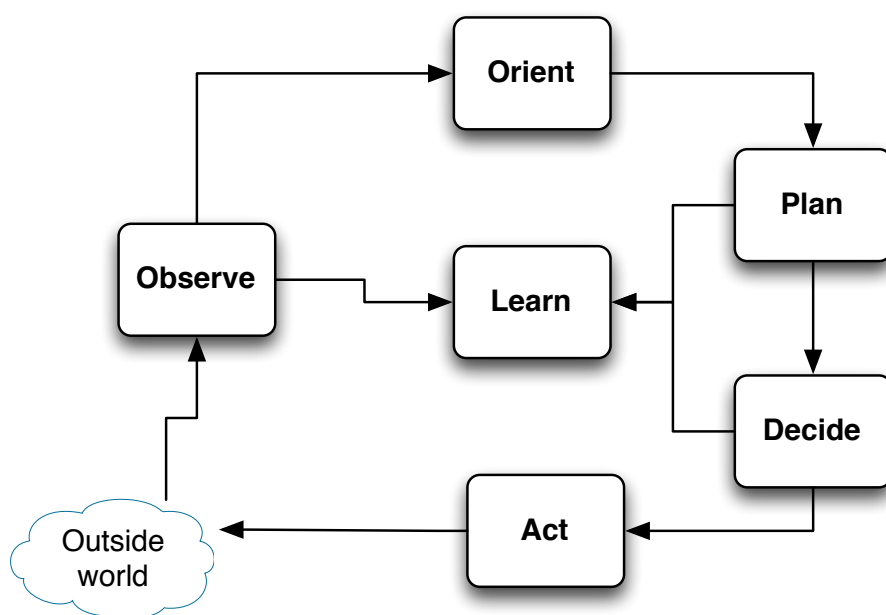 Orient
Plan
Observe
Learn
Decide
Act
Outside
world